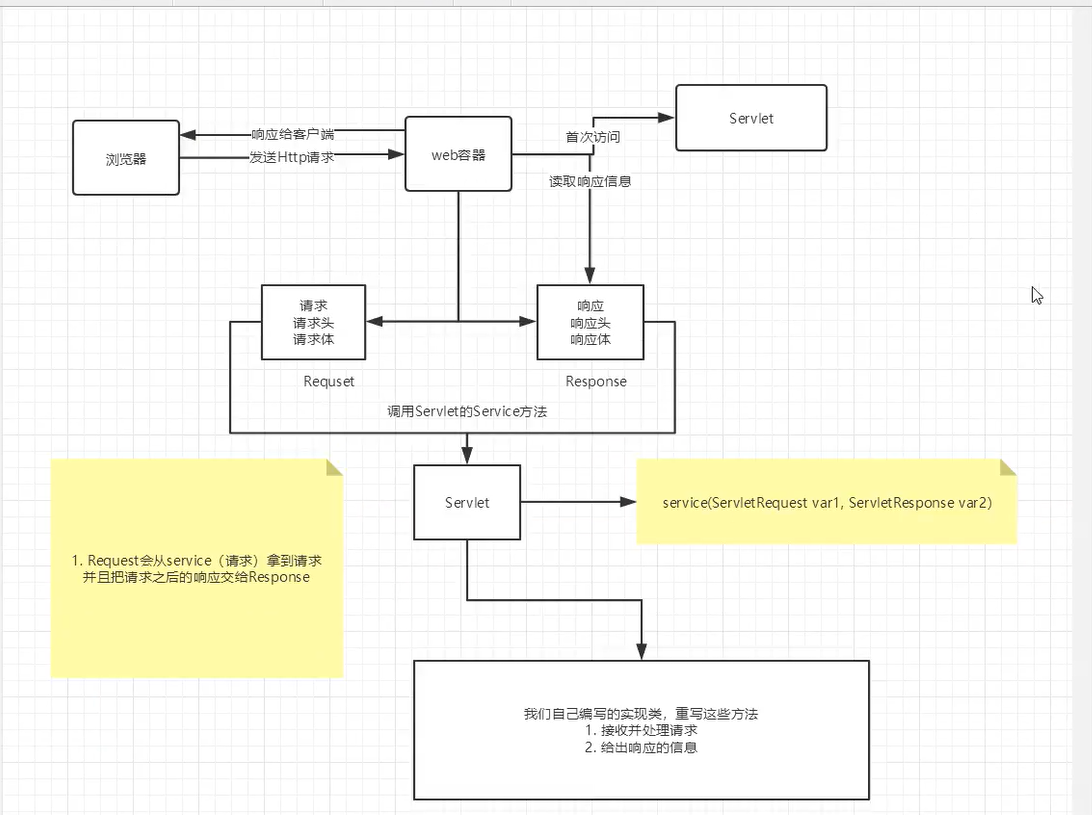 响应给客户端
发送Http请求
浏览器
web容器
首次访问
读取响应信息
Servlet
请求
请求头
请求体
Requset
响应
响应头
响应体
Response
调用Servlet的Service方法
Servlet
service(ServletRequest var1, ServletResponse var2)
1. Request会从service（请求）拿到请求
并且把请求之后的响应交给Response
我们自己编写的实现类，重写这些方法
1. 接收并处理请求
2. 给出响应的信息